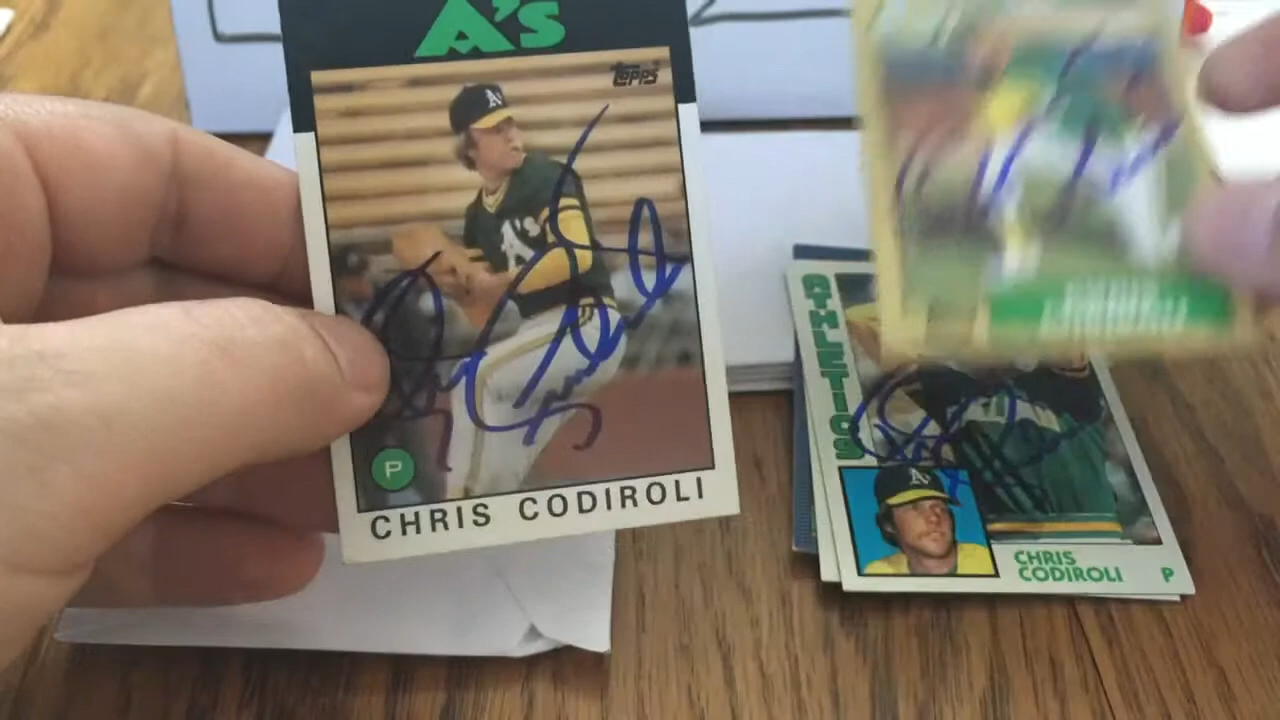 A's
Topps
A
A's
P
CHRIS CODIROLI
ATHLETICS
A
CHRIS
CODIROLI
P